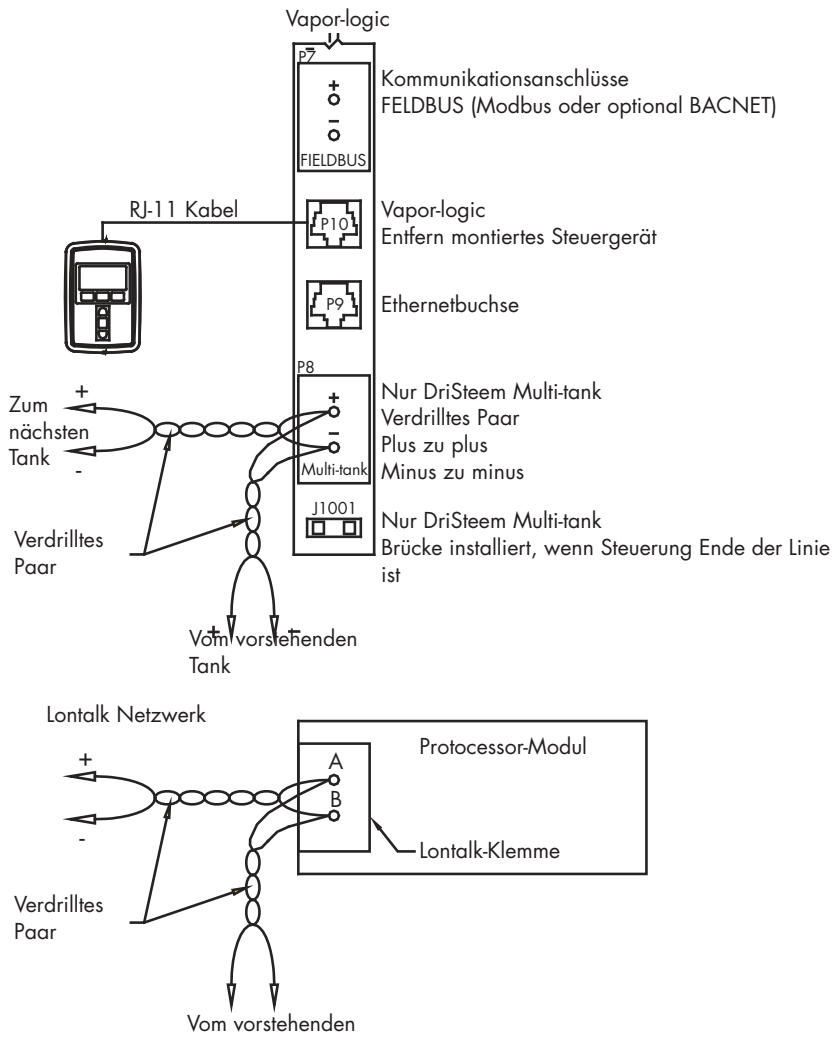 Vapor-logic
P7
+
Kommunikationsanschlüsse
FELDBUS (Modbus oder optional BACNET)
–
FIELDBUS
RJ-11 Kabel
P10
Vapor-logic
Entfern montiertes Steuergerät
P9
Ethernetbuchse
P8
+
–
Multi-tank
Nur DriSteem Multi-tank
Verdrilltes Paar
Plus zu plus
Minus zu minus
+
Zum
nächsten
Tank
-
J1001
Nur DriSteem Multi-tank
Brücke installiert, wenn Steuerung Ende der Linie
ist
Verdrilltes
Paar
+
–
Vom vorstehenden
Tank
Lontalk Netzwerk
+
-
A
B
Protocessor-Modul
Lontalk-Klemme
Verdrilltes
Paar
Vom vorstehenden